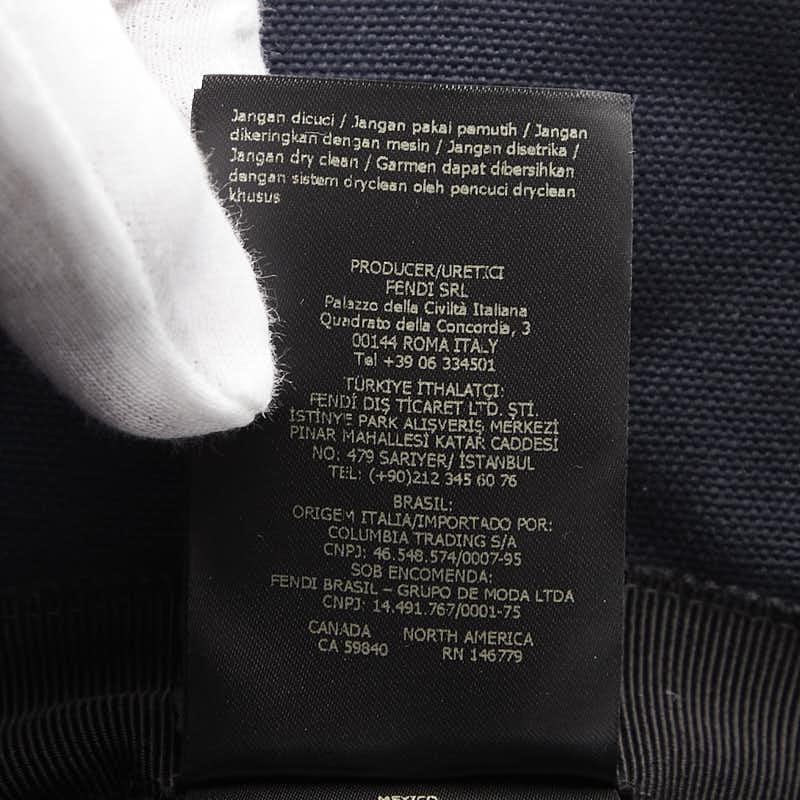 Jangan dicuci / Jangan pakai pemutih / Jangan
dikeringkan dengan mesin / Jangan disetrika /
Jangan dry clean / Garmen dapat dibersihkan
dengan sistem dryclean oleh pencuci dryclean
khusus
PRODUCER/URETICI
FENDI SRL
Palazzo della Civiltà Italiana
Quadrato della Concordia, 3
00144 ROMA ITALY
Tel +39 06 334501
TÜRKIYE İTHALATÇI:
FENDİ DIŞ TİCARET LTD. ŞTİ.
İSTİNYE PARK ALIŞVERİŞ MERKEZİ
PINAR MAHALLESİ KATAR CADDESİ
NO: 479 SARIYER/ İSTANBUL
TEL: (+90)212 345 60 76
BRASIL:
ORIGEM ITALIA/IMPORTADO POR:
COLUMBIA TRADING S/A
CNPJ: 46.548.574/0007-95
SOB ENCOMENDA:
FENDI BRASIL - GRUPO DE MODA LTDA
CNPJ: 14.491.767/0001-75
CANADA NORTH AMERICA
CA 59840 RN 146779
MEXICO